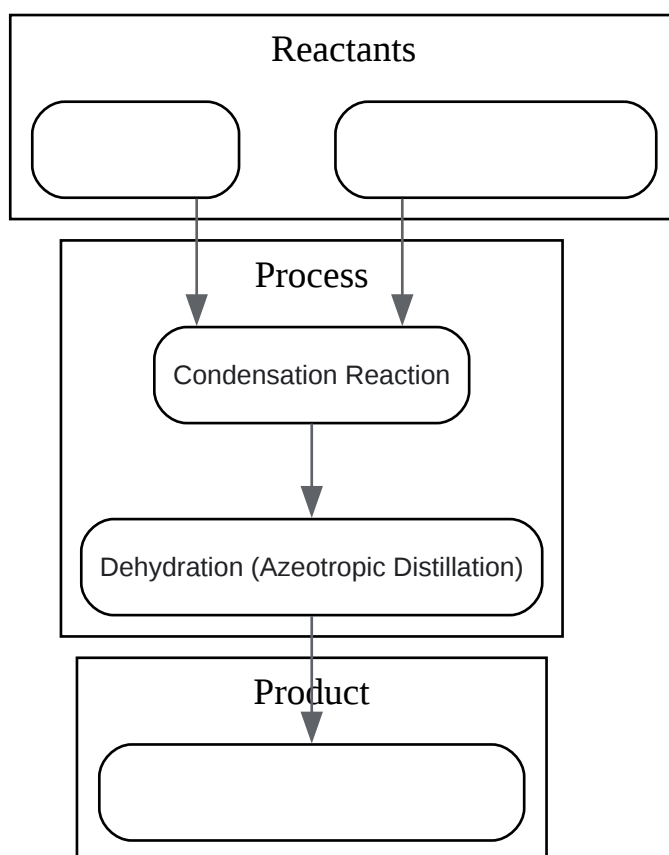 Reactants
Process
Condensation Reaction
Dehydration (Azeotropic Distillation)
Product